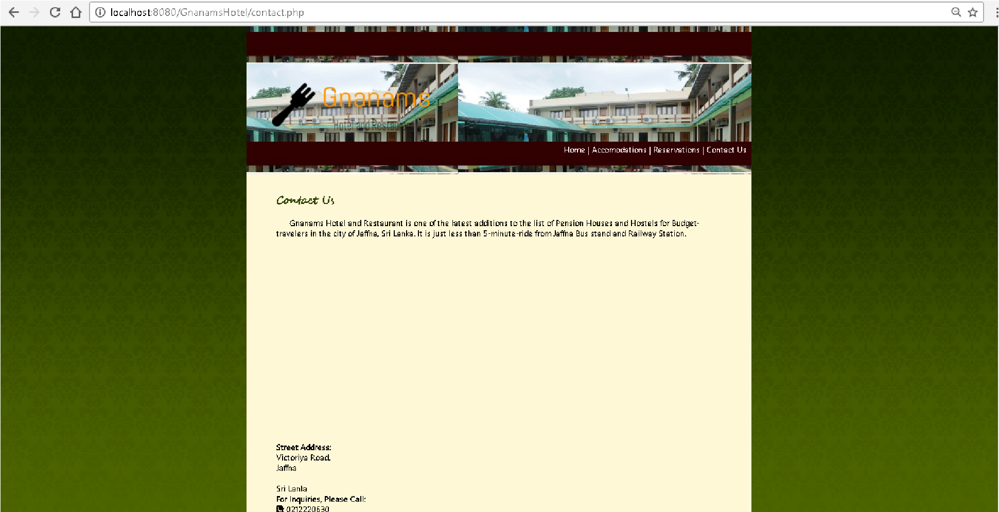 localhost:8080/GnanamsHotel/contact.php
Gnanams
Hotel and Restaurant
Home | Accomodations | Reservations | Contact Us
Contact Us
Gnanams Hotel and Restaurant is one of the latest additions to the list of Pension Houses and Hostels for Budget-
travelers in the city of Jaffna, Sri Lanka. It is just less than 5-minute-ride from Jaffna Bus stand and Railway Station.
Street Address:
Victoriya Road,
Jaffna
Sri Lanla
For Inquiries, Please Call:
0212220630